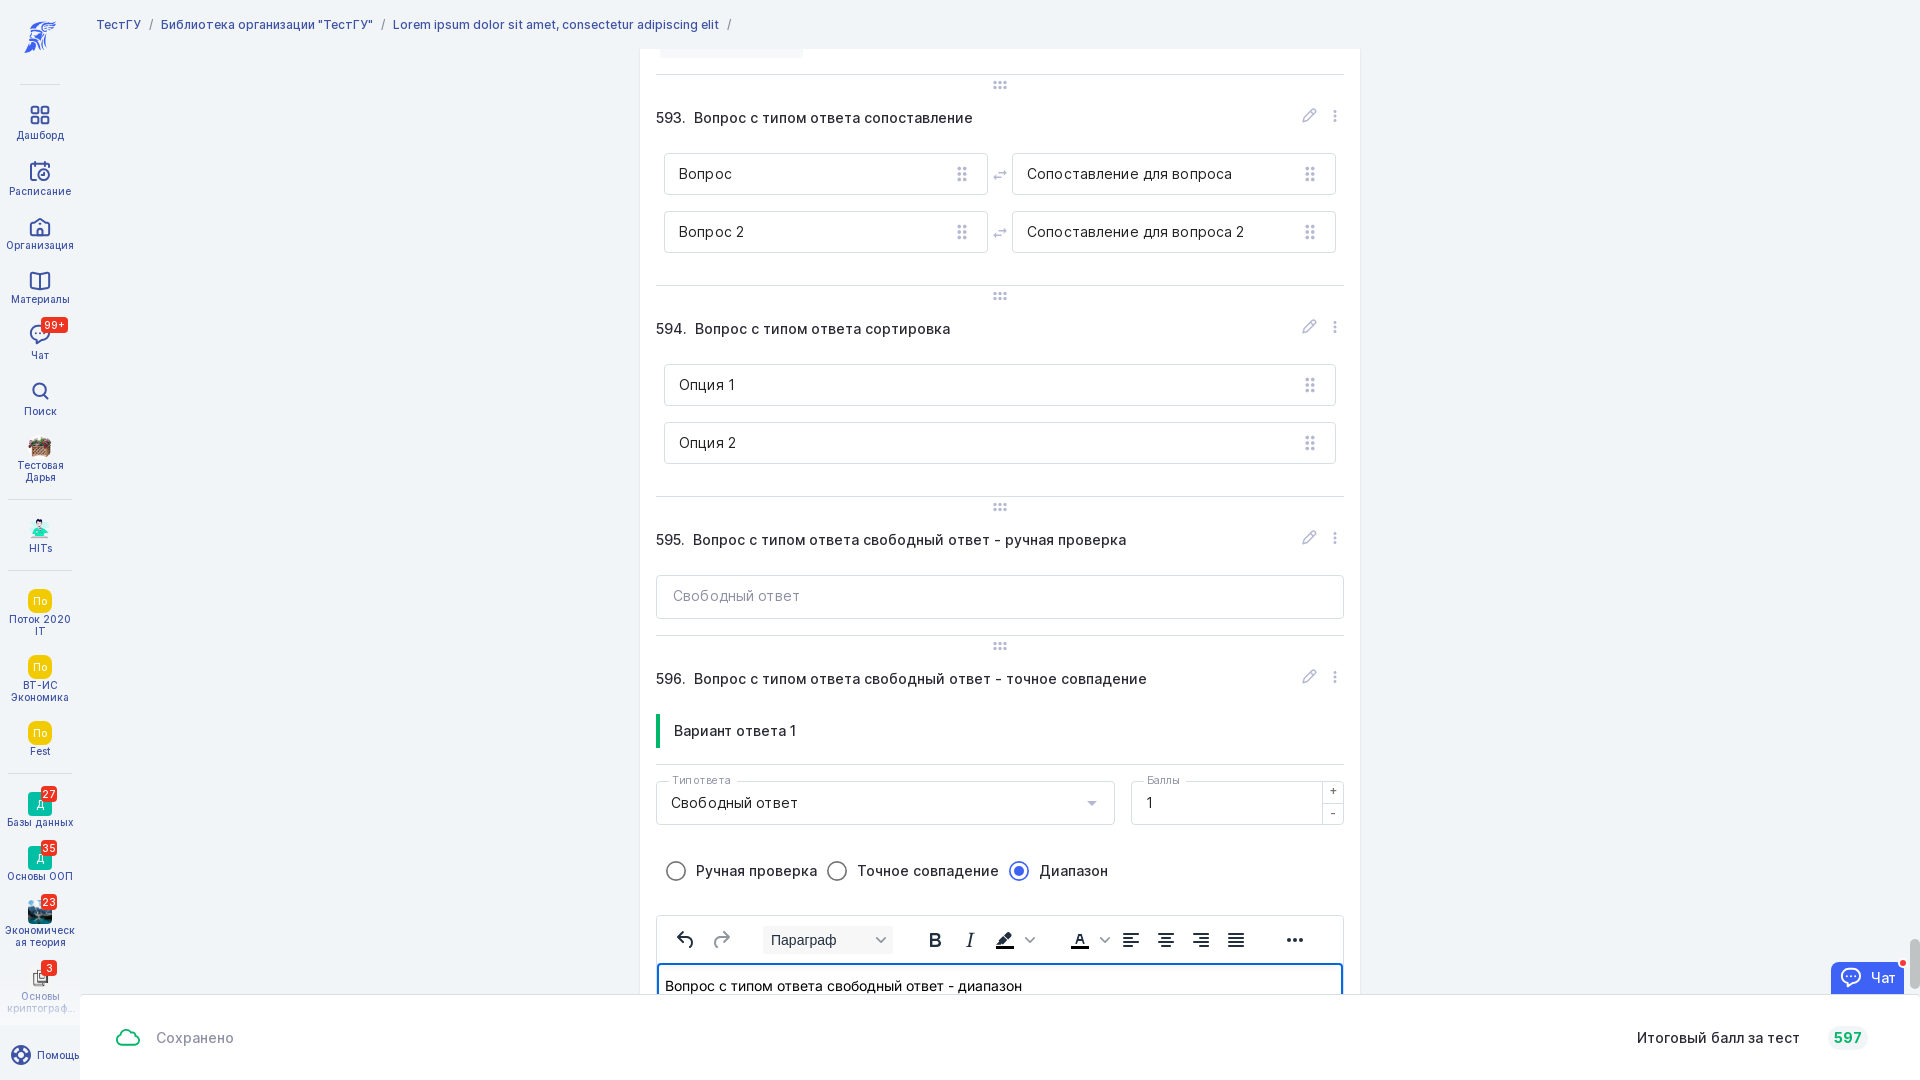 ТестГУ / Библиотека организации "ТестГУ" / Lorem ipsum dolor sit amet, consectetur adipiscing elit /
Дашборд
Расписание
Организация
Материалы
99+
Чат
Поиск
Тестовая
Дарья
HITs
По
Поток 2020
IT
По
ВТ-ИС
Экономика
По
Fest
27
Д
Базы данных
35
Д
Основы ООП
23
Экономическ
ая теория
3
Основы
криптограф...
Помощь
593. Вопрос с типом ответа сопоставление
Вопрос
Сопоставление для вопроса
Вопрос 2
Сопоставление для вопроса 2
594. Вопрос с типом ответа сортировка
Опция 1
Опция 2
595. Вопрос с типом ответа свободный ответ - ручная проверка
Свободный ответ
596. Вопрос с типом ответа свободный ответ - точное совпадение
Вариант ответа 1
Тип ответа
Свободный ответ
Баллы
1
+
-
Ручная проверка
Точное совпадение
Диапазон
Параграф
Вопрос с типом ответа свободный ответ - диапазон
Чат
Сохранено
Итоговый балл за тест 597